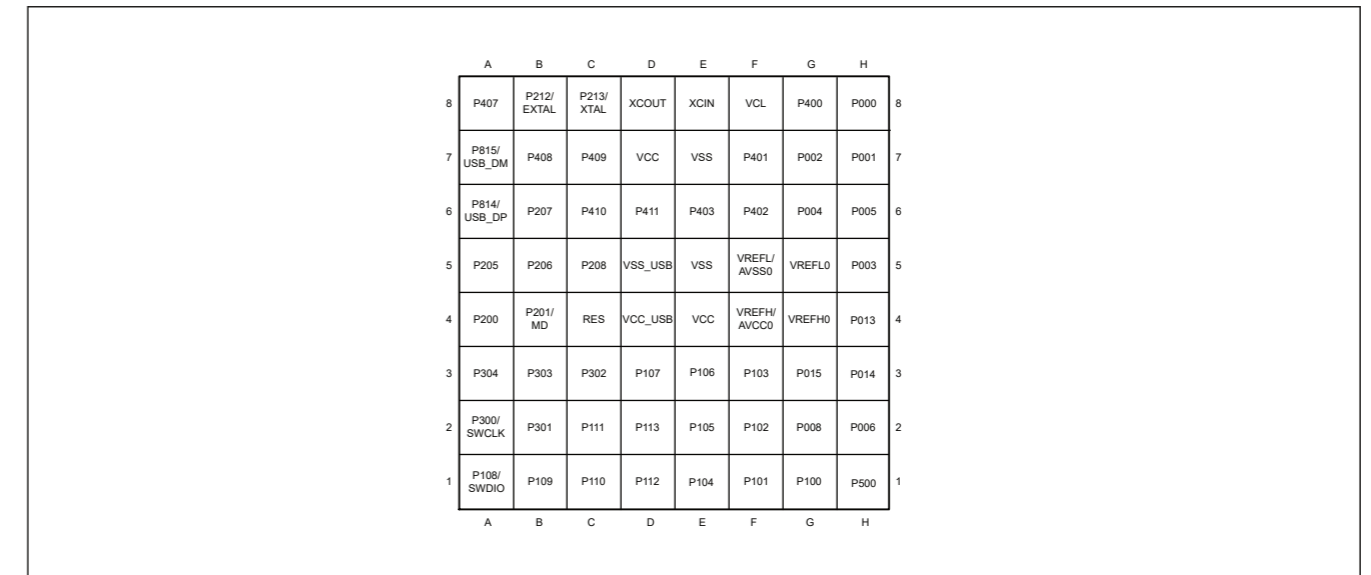 A B C D E F G H
8 P407 P212/ EXTAL P213/ XTAL XCOUT XCIN VCL P400 P000 8
7 P815/ USB_DM P408 P409 VCC VSS P401 P002 P001 7
6 P814/ USB_DP P207 P410 P411 P403 P402 P004 P005 6
5 P205 P206 P208 VSS_USB VSS VREFL/ AVSS0 VREFL0 P003 5
4 P200 P201/ MD RES VCC_USB VCC VREFH/ AVCC0 VREFH0 P013 4
3 P304 P303 P302 P107 P106 P103 P015 P014 3
2 P300/ SWCLK P301 P111 P113 P105 P102 P008 P006 2
1 P108/ SWDIO P109 P110 P112 P104 P101 P100 P500 1
A B C D E F G H